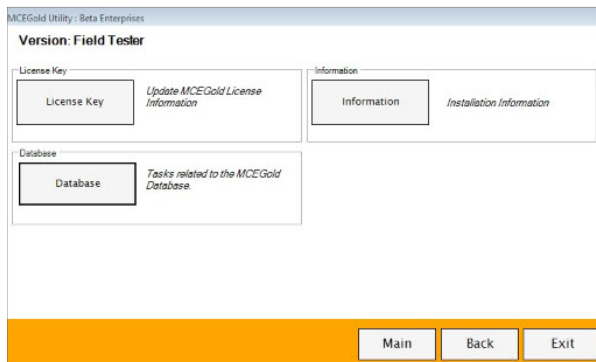 MCEGold Utility : Beta Enterprises
Version: Field Tester
License Key
License Key
Update MCEGold License
Information
Information
Information
Installation Information
Database
Database
Tasks related to the MCEGold
Database.
Main
Back
Exit